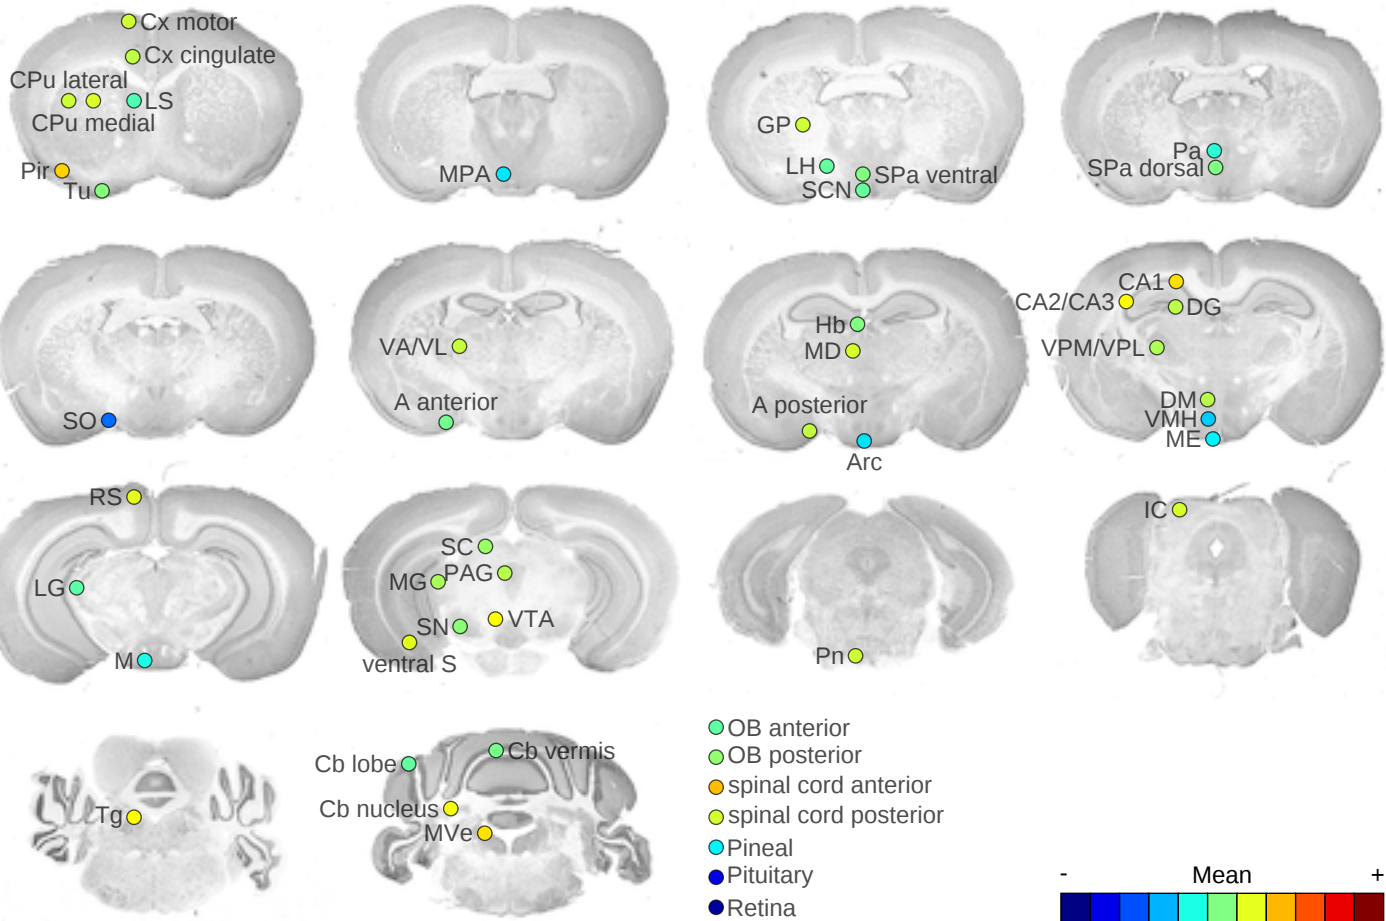 Cx motor
Cx cingulate
CPu lateral
LS
CPu medial
Pir
Tu
MPA
GP
LH
SPa ventral
SCN
Pa
SPa dorsal
SO
VA/VL
A anterior
Hb
MD
A posterior
Arc
CA1
CA2/CA3
DG
VPM/VPL
DM
VMH
ME
RS
LG
M
SC
MG
PAG
SN
VTA
ventral S
Pn
IC
Tg
Cb lobe
Cb vermis
Cb nucleus
MVe
OB anterior
OB posterior
spinal cord anterior
spinal cord posterior
Pineal
Pituitary
Retina
- Mean +